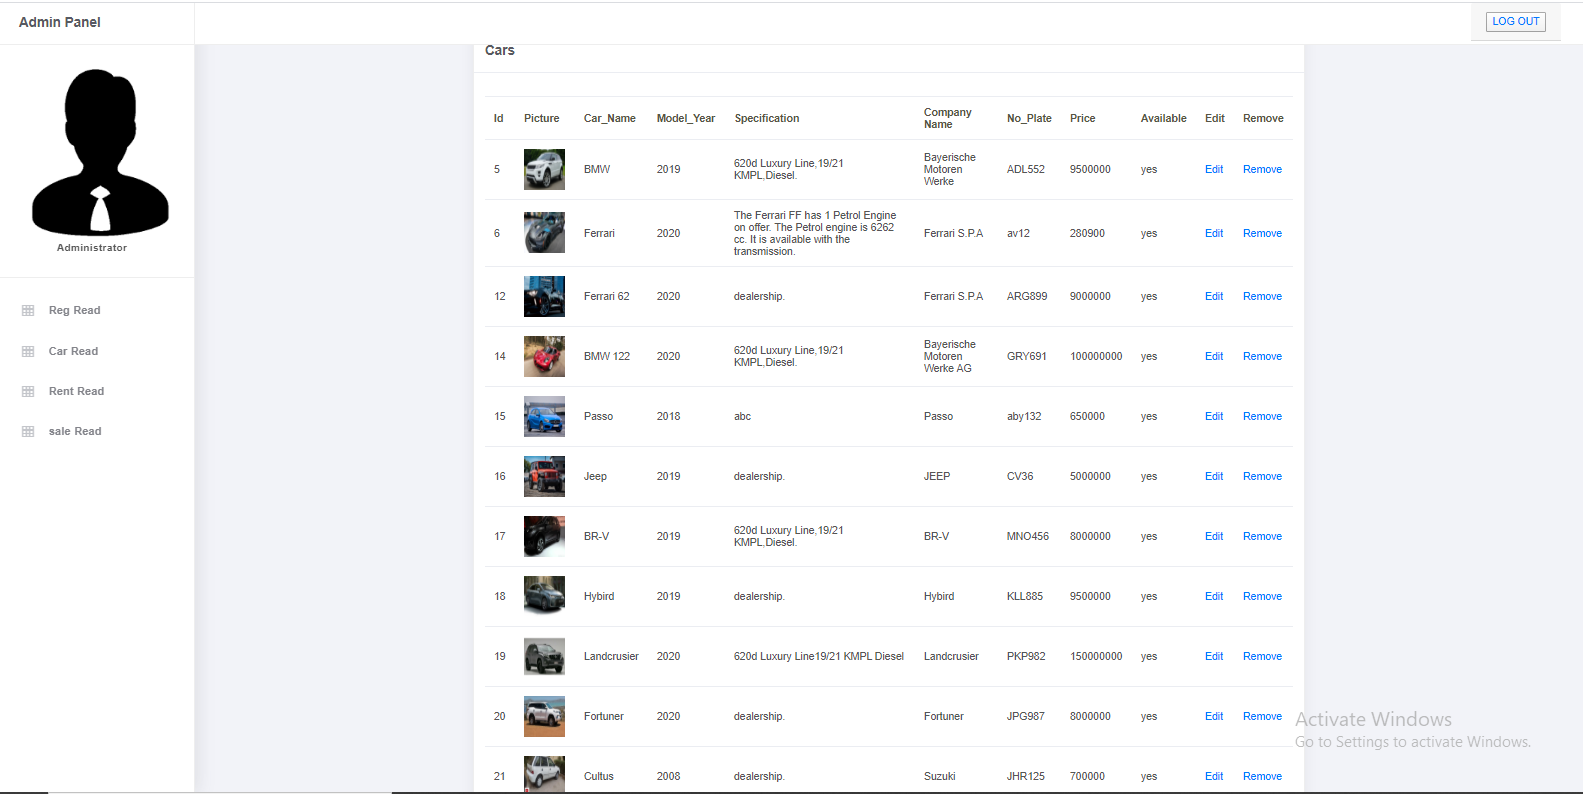 Admin Panel
LOG OUT
Administrator
Reg Read
Car Read
Rent Read
sale Read
Cars
Id Picture Car_Name Model_Year Specification Company Name No_Plate Price Available Edit Remove
5 BMW 2019 620d Luxury Line,19/21 KMPL,Diesel. Bayerische Motoren Werke ADL552 9500000 yes Edit Remove
6 Ferrari 2020 The Ferrari FF has 1 Petrol Engine on offer. The Petrol engine is 6262 cc. It is available with the transmission. Ferrari S.P.A av12 280900 yes Edit Remove
12 Ferrari 62 2020 dealership. Ferrari S.P.A ARG899 9000000 yes Edit Remove
14 BMW 122 2020 620d Luxury Line,19/21 KMPL,Diesel. Bayerische Motoren Werke AG GRY691 100000000 yes Edit Remove
15 Passo 2018 abc Passo aby132 650000 yes Edit Remove
16 Jeep 2019 dealership. JEEP CV36 5000000 yes Edit Remove
17 BR-V 2019 620d Luxury Line,19/21 KMPL,Diesel. BR-V MNO456 8000000 yes Edit Remove
18 Hybird 2019 dealership. Hybird KLL885 9500000 yes Edit Remove
19 Landcrusier 2020 620d Luxury Line19/21 KMPL Diesel Landcrusier PKP982 150000000 yes Edit Remove
20 Fortuner 2020 dealership. Fortuner JPG987 8000000 yes Edit Remove
21 Cultus 2008 dealership. Suzuki JHR125 700000 yes Edit Remove
Activate Windows
Go to Settings to activate Windows.